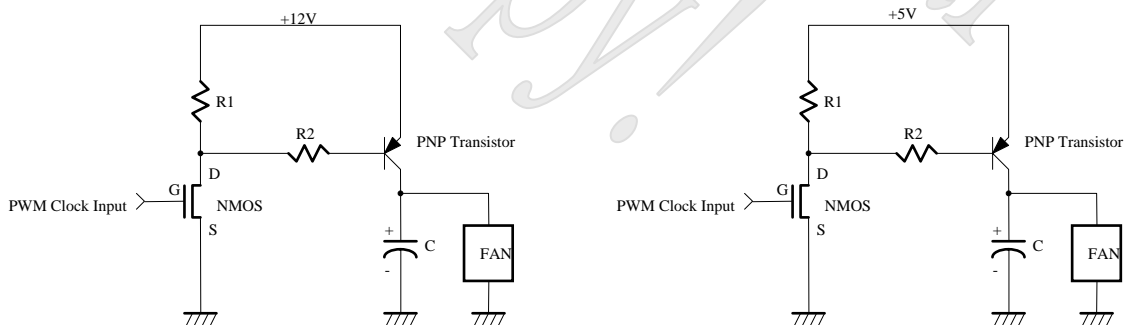 +12V
R1
R2
PNP Transistor
D
G
PWM Clock Input
NMOS
S
+
C
FAN
-
+5V
R1
R2
PNP Transistor
D
G
PWM Clock Input
NMOS
S
+
C
FAN
-